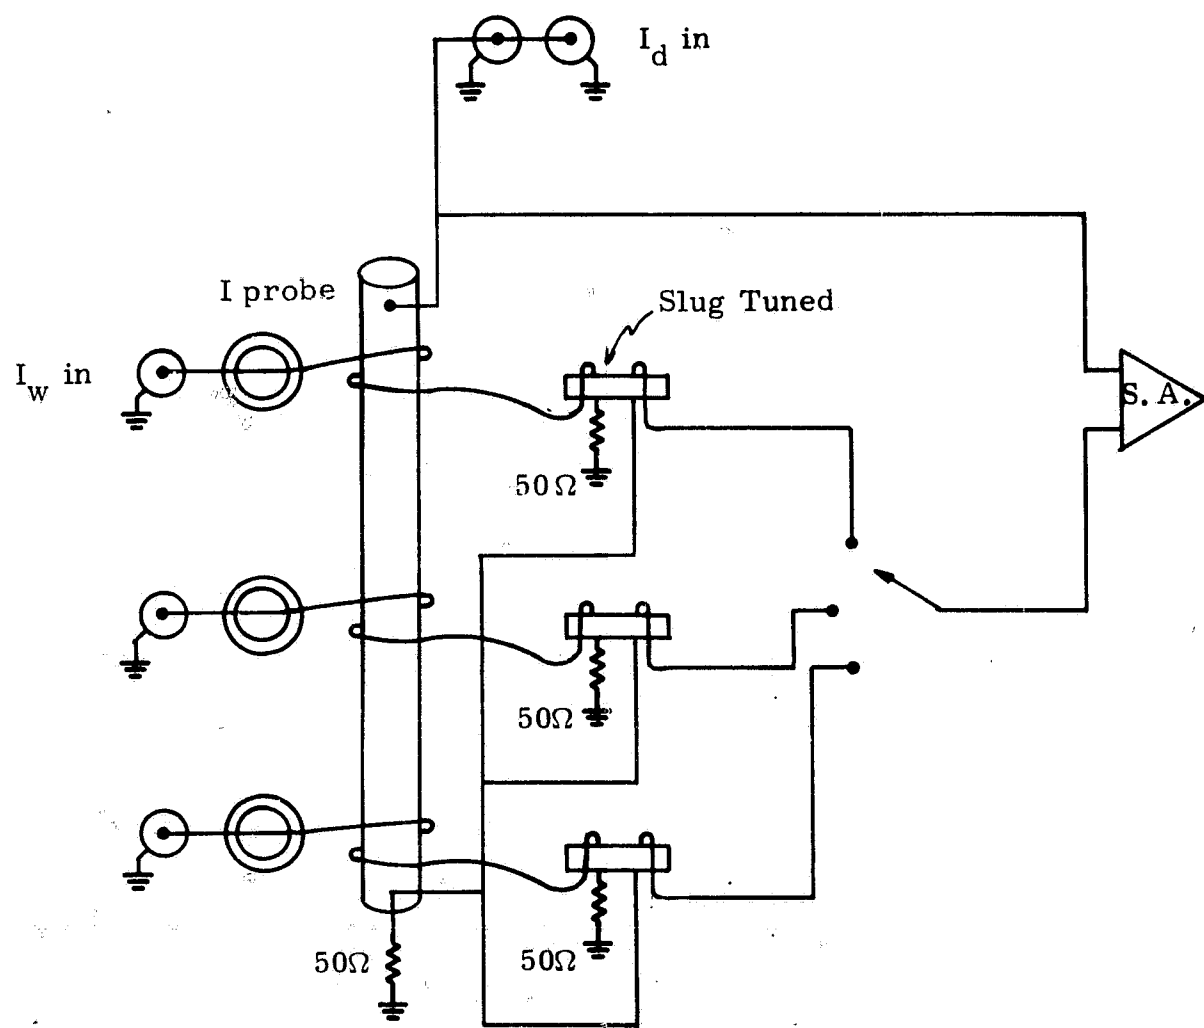 I_d in
I probe
Slug Tuned
I_w in
S. A.
50Ω
50Ω
50Ω
50Ω